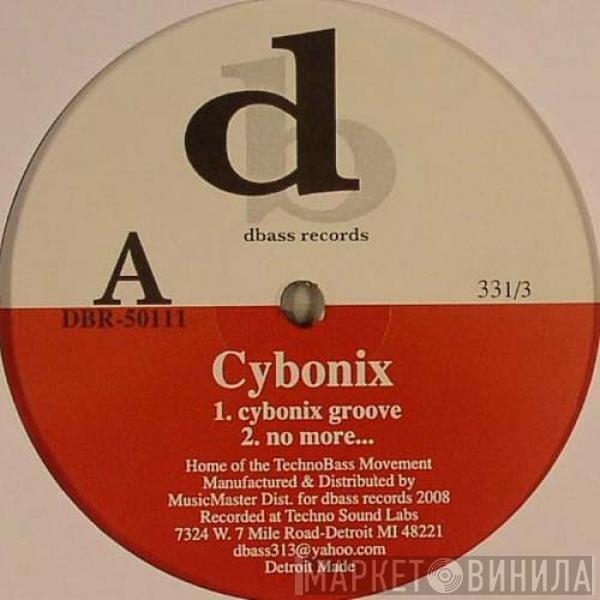 d
b
dbass records
A
DBR-50111
33 1/3
Cybonix
1. cybonix groove
2. no more...
Home of the TechnoBass Movement
Manufactured & Distributed by
MusicMaster Dist. for dbass records 2008
Recorded at Techno Sound Labs
7324 W. 7 Mile Road-Detroit MI 48221
dbass313@yahoo.com
Detroit Made
МАРКЕТ ВИНИЛА